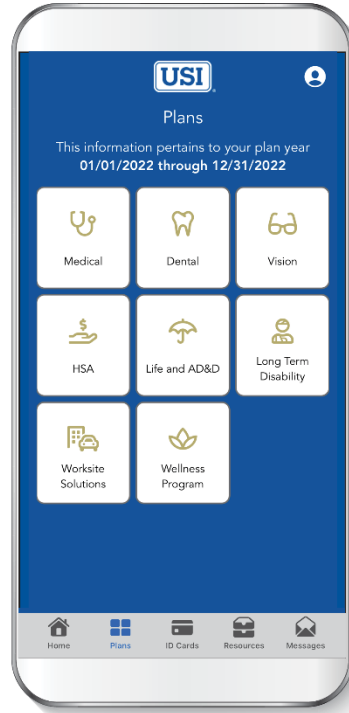 USI
Plans
This information pertains to your plan year
01/01/2022 through 12/31/2022
Medical
Dental
Vision
$
HSA
Life and AD&D
Long Term
Disability
Worksite
Solutions
Wellness
Program
Home
Plans
ID Cards
Resources
Messages